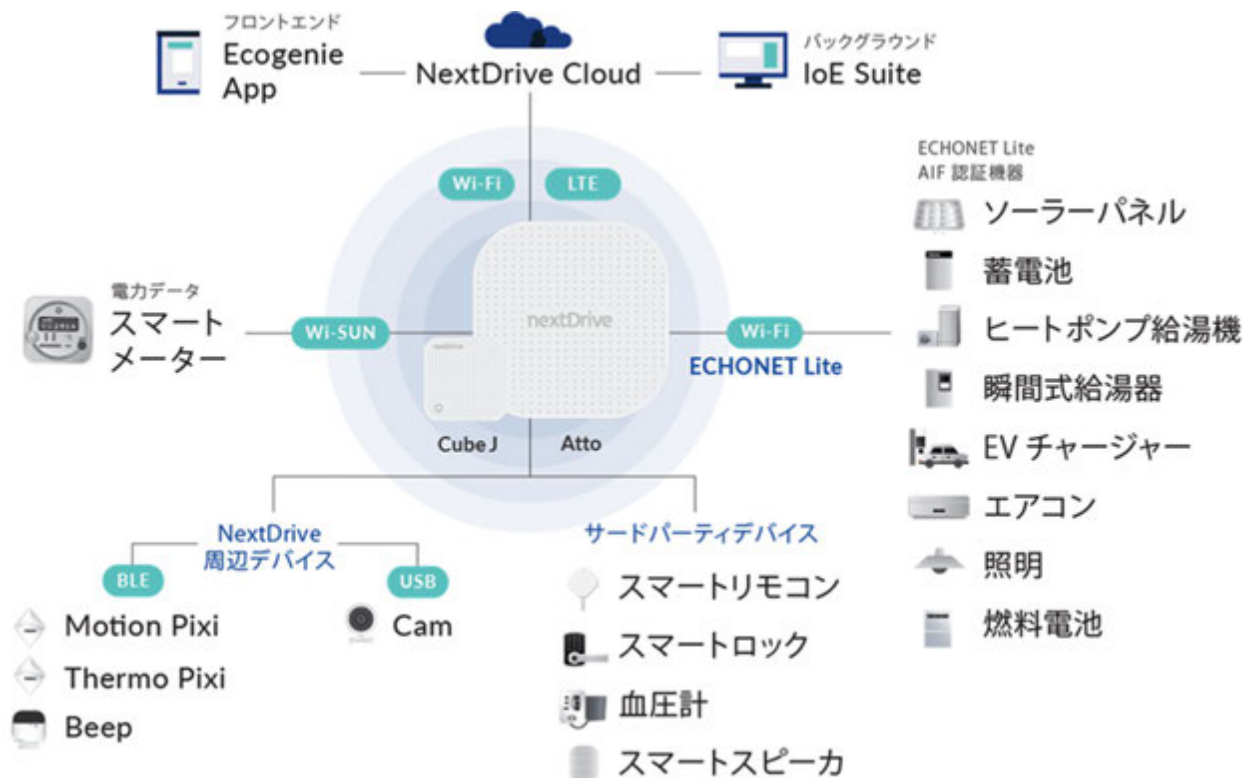 フロントエンド
Ecogenie
App
NextDrive Cloud
バックグラウンド
IoE Suite
Wi-Fi
LTE
ECHONET Lite
AIF 認証機器
ソーラーパネル
蓄電池
ヒートポンプ給湯機
瞬間式給湯器
EV チャージャー
エアコン
照明
燃料電池
電力データ
スマート
メーター
Wi-SUN
nextDrive
Wi-Fi
ECHONET Lite
Cube J
Atto
NextDrive
周辺デバイス
BLE
USB
Motion Pixi
Thermo Pixi
Beep
Cam
サードパーティデバイス
スマートリモコン
スマートロック
血圧計
スマートスピーカ